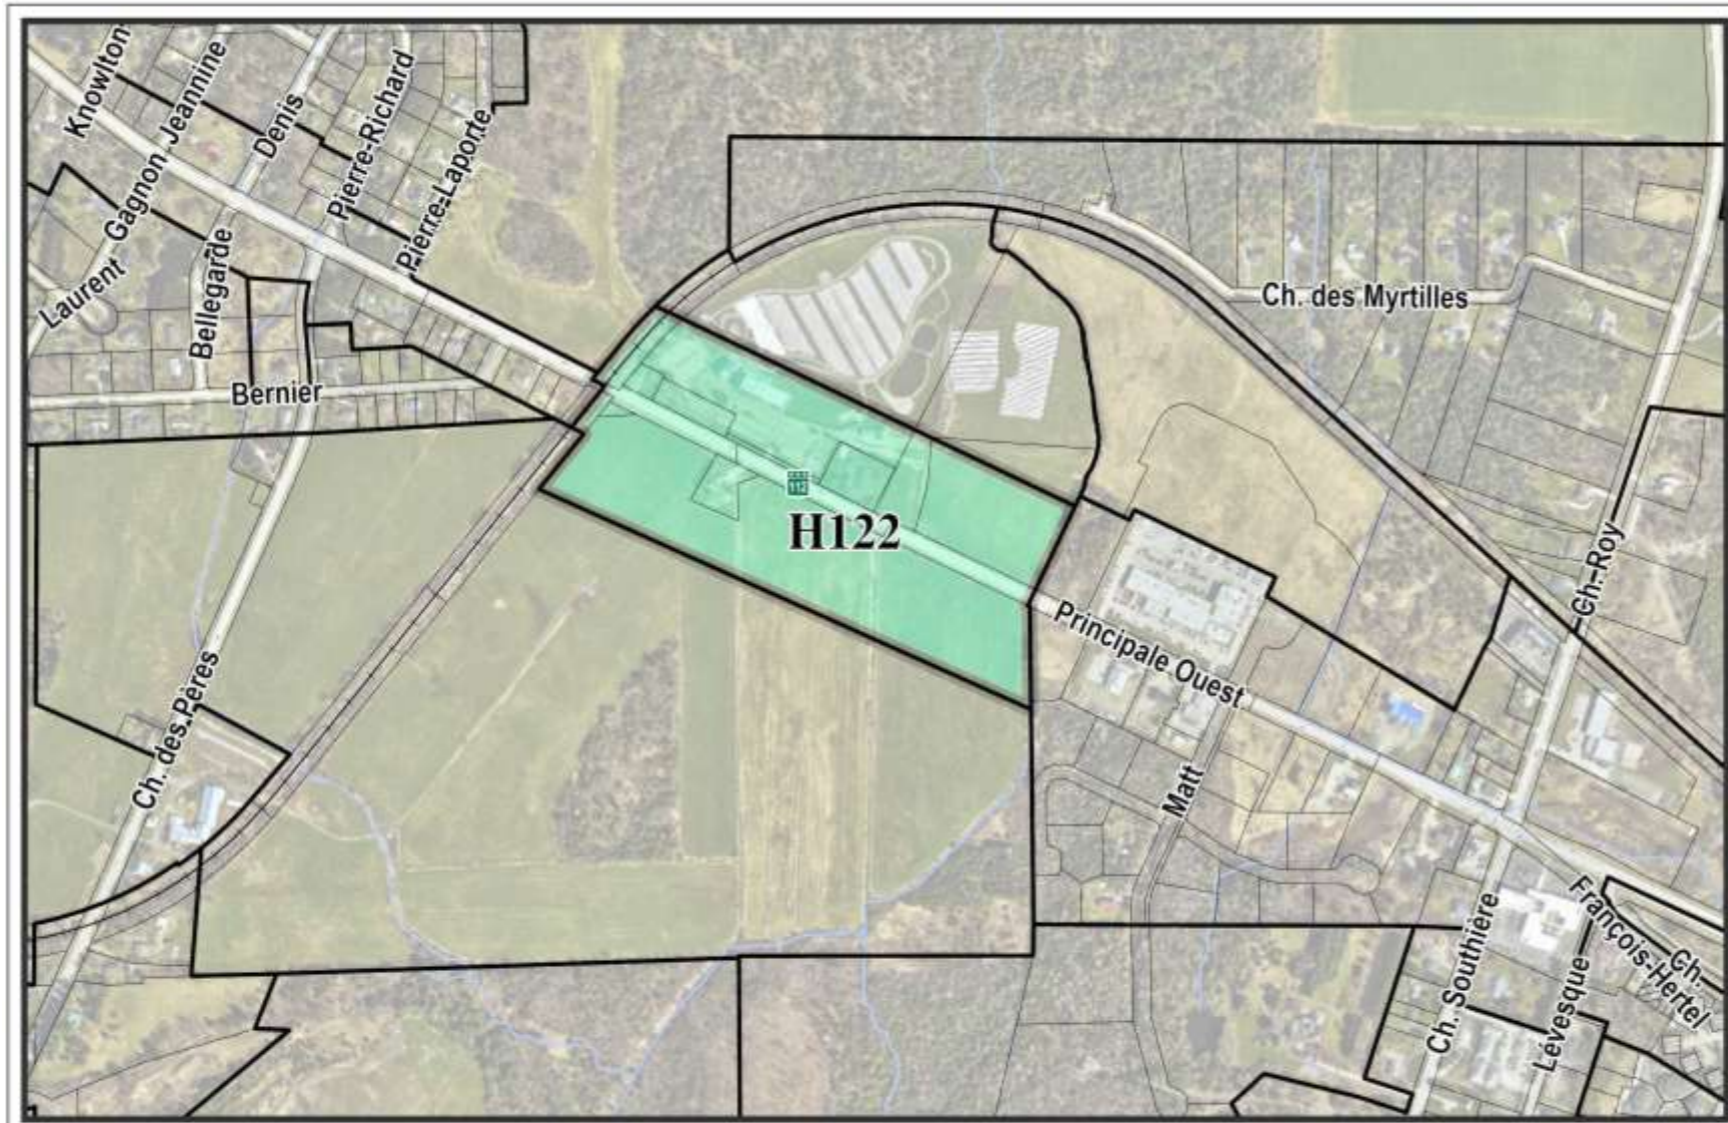 Knowlton
Gagnon Jeannine
Denis
Pierre-Richard
Pierre-Laporte
Laurent
Bellegarde
Bernier
Ch. des Myrtilles
112
H122
Ch. Roy
Principale Ouest
Ch. des Pères
Matt
Ch. Southière
Lévesque
François-Hertel
Ch.